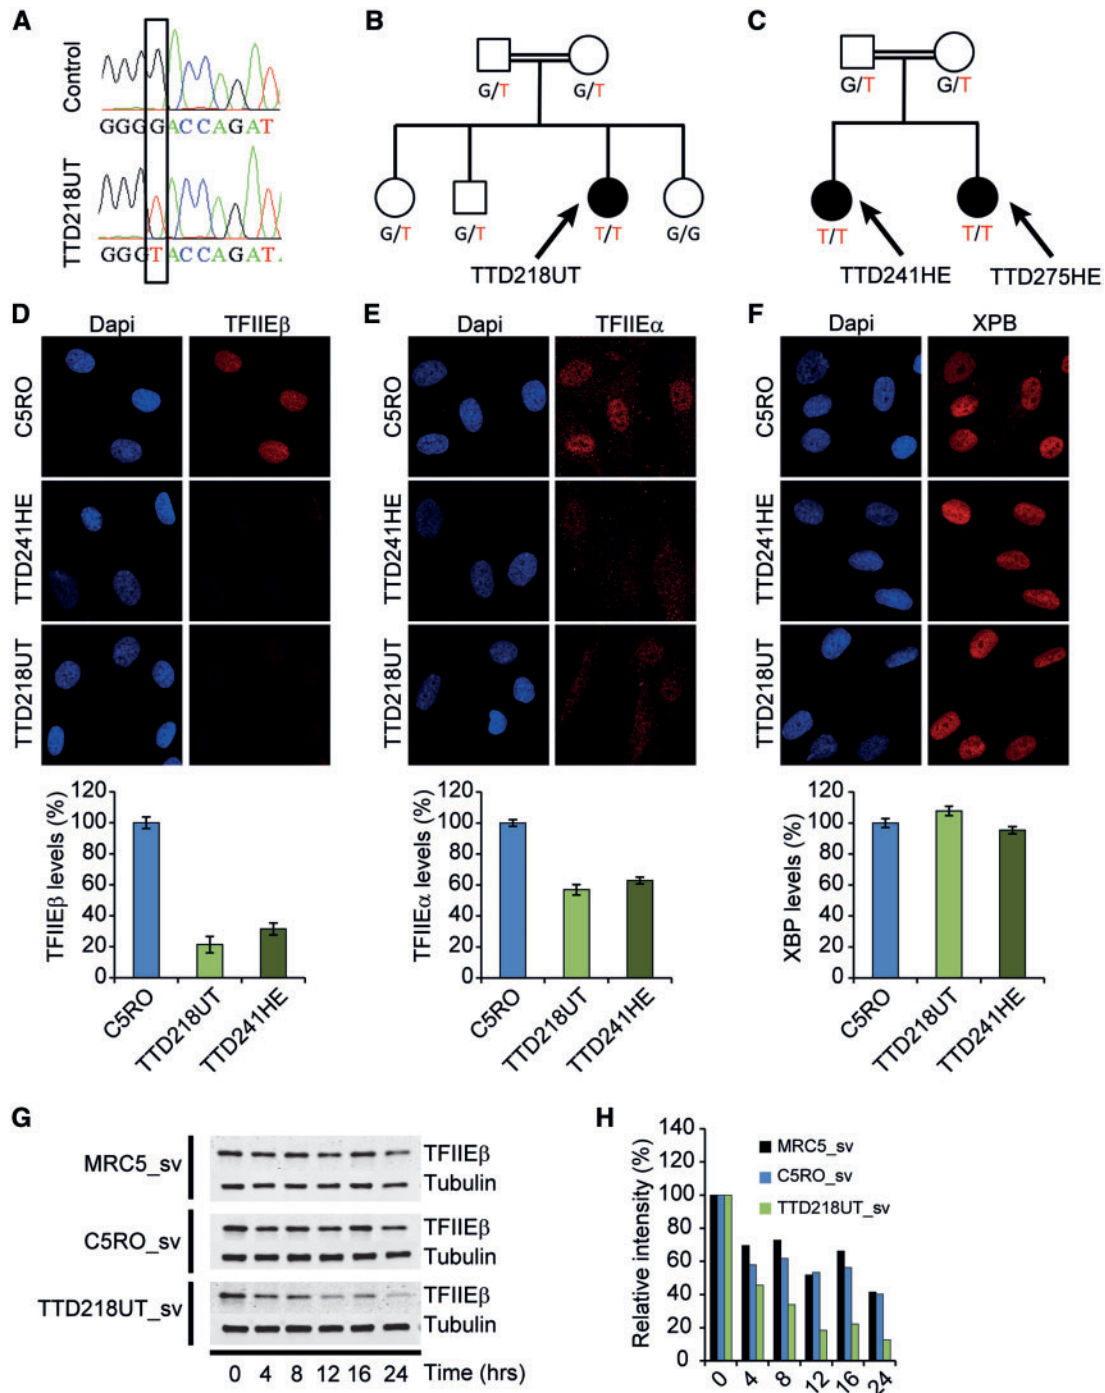 A
Control
GGGGACCAGAT
TTD218UT
GGGTACCAGAT
B
G/T G/T
G/T G/T T/T G/G
TTD218UT
C
G/T G/T
T/T T/T
TTD241HE
TTD275HE
D
Dapi TFIIEβ
C5RO
TTD241HE
TTD218UT
TFIIEβ levels (%)
120
100
80
60
40
20
0
C5RO TTD218UT TTD241HE
E
Dapi TFIIEα
C5RO
TTD241HE
TTD218UT
TFIIEα levels (%)
120
100
80
60
40
20
0
C5RO TTD218UT TTD241HE
F
Dapi XPB
C5RO
TTD241HE
TTD218UT
XBP levels (%)
120
100
80
60
40
20
0
C5RO TTD218UT TTD241HE
G
MRC5_sv
TFIIEβ
Tubulin
C5RO_sv
TFIIEβ
Tubulin
TTD218UT_sv
TFIIEβ
Tubulin
0 4 8 12 16 24 Time (hrs)
H
Relative intensity (%)
140
120
100
80
60
40
20
0
MRC5_sv
C5RO_sv
TTD218UT_sv
0 4 8 12 16 24